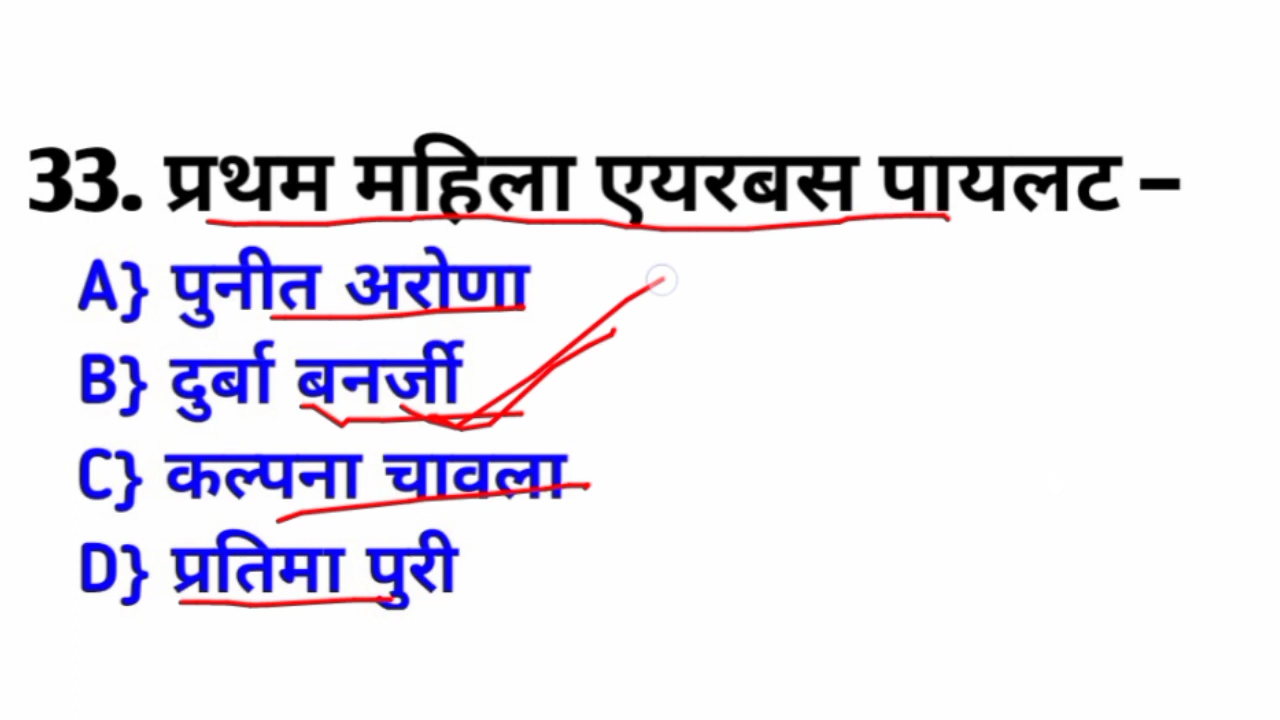 33. प्रथम महिला एयरबस पायलट –
A} पुनीत अरोणा
B} दुर्बा बनर्जी
C} कल्पना चावला
D} प्रतिमा पुरी